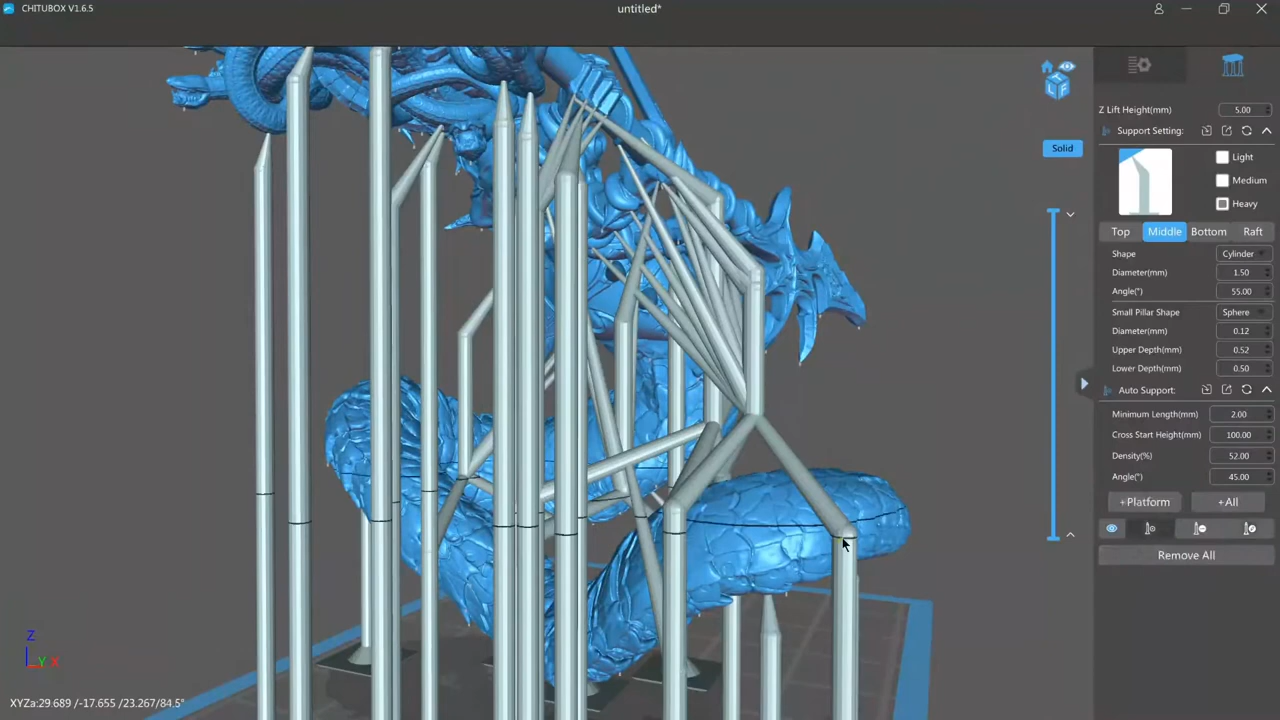 CHITUBOX V1.6.5
untitled*
Z Lift Height(mm) 5.00
Support Setting:
Light
Medium
Heavy
Top Middle Bottom Raft
Shape Cylinder
Diameter(mm) 1.50
Angle(°) 55.00
Small Pillar Shape Sphere
Diameter(mm) 0.12
Upper Depth(mm) 0.52
Lower Depth(mm) 0.50
Auto Support:
Minimum Length(mm) 2.00
Cross Start Height(mm) 100.00
Density(%) 52.00
Angle(°) 45.00
+Platform +All
Remove All
Solid
T
L F
Z
Y X
XYZa:29.689 /-17.655 /23.267/84.5°